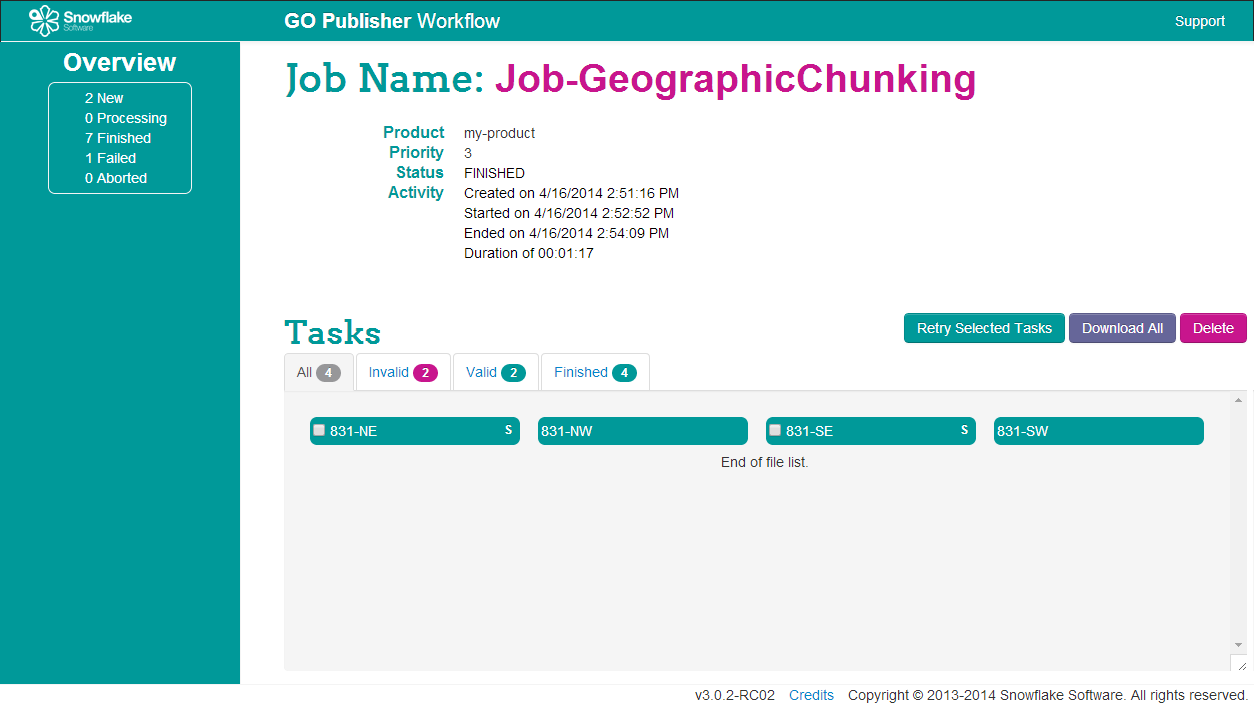 Snowflake
Software
GO Publisher Workflow
Support
Overview
2 New
0 Processing
7 Finished
1 Failed
0 Aborted
Job Name: Job-GeographicChunking
Product my-product
Priority 3
Status FINISHED
Activity Created on 4/16/2014 2:51:16 PM
Started on 4/16/2014 2:52:52 PM
Ended on 4/16/2014 2:54:09 PM
Duration of 00:01:17
Tasks
Retry Selected Tasks Download All Delete
All 4 Invalid 2 Valid 2 Finished 4
831-NE S 831-NW 831-SE S 831-SW
End of file list.
v3.0.2-RC02 Credits Copyright © 2013-2014 Snowflake Software. All rights reserved.